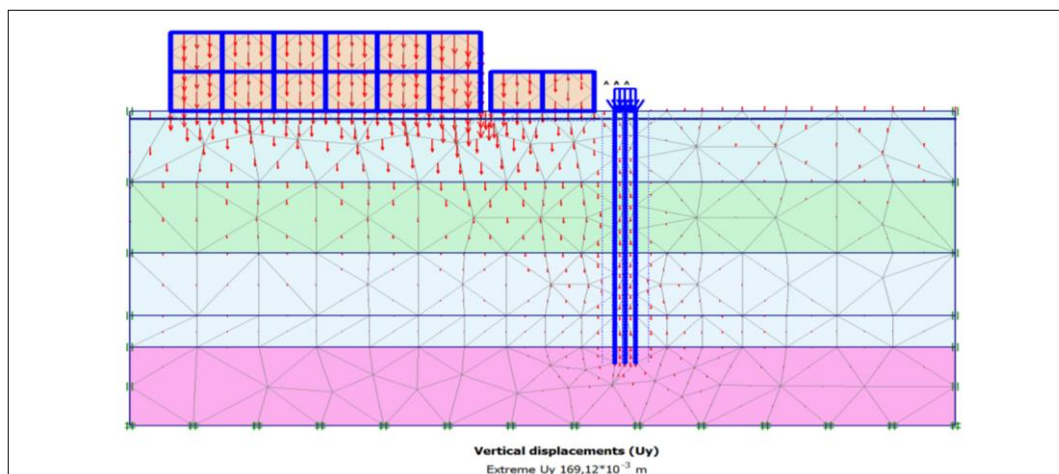 Vertical displacements (Uy)
Extreme Uy 169,12*10⁻³ m